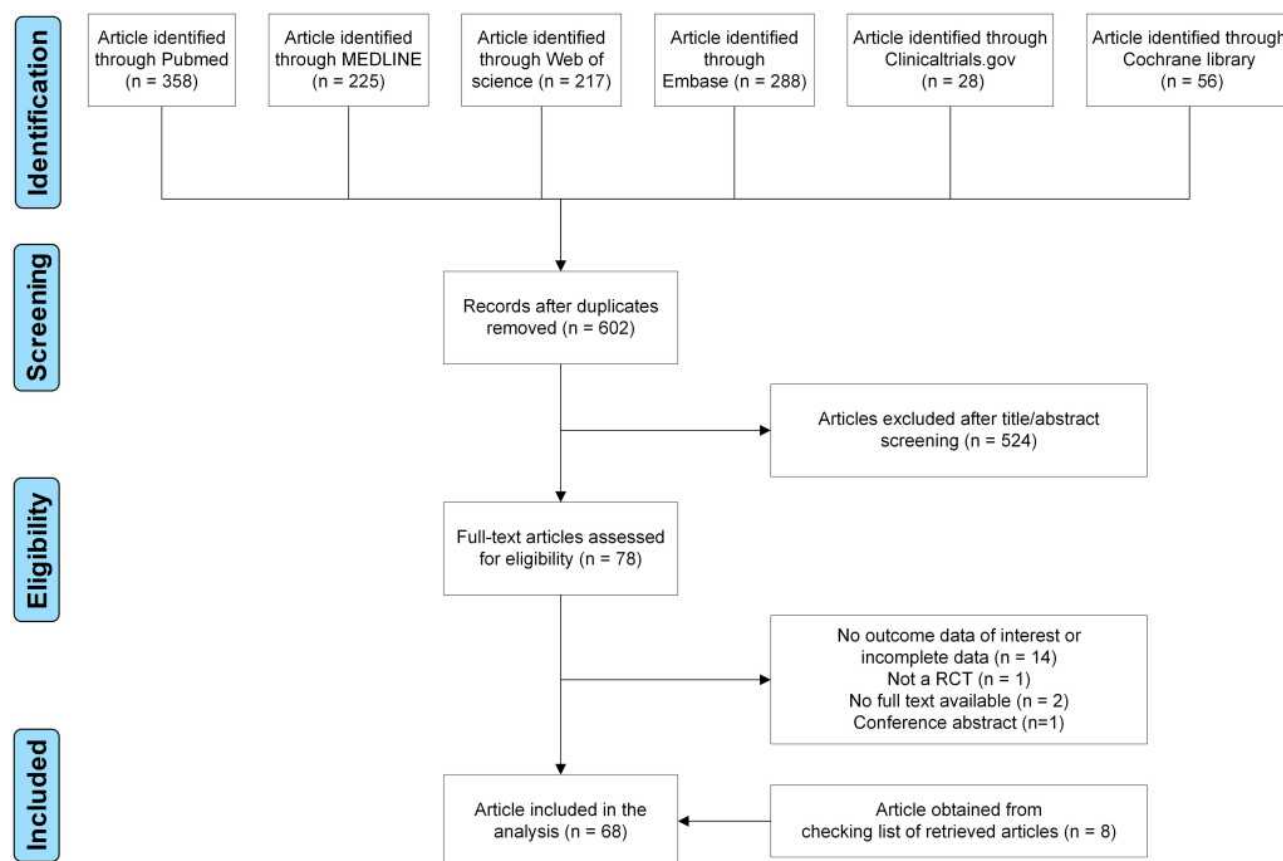 Identification
Article identified
through Pubmed
(n = 358)
Article identified
through MEDLINE
(n = 225)
Article identified
through Web of
science (n = 217)
Article identified
through
Embase (n = 288)
Article identified through
Clinicaltrials.gov
(n = 28)
Article identified through
Cochrane library
(n = 56)
Screening
Records after duplicates
removed (n = 602)
Articles excluded after title/abstract
screening (n = 524)
Eligibility
Full-text articles assessed
for eligibility (n = 78)
No outcome data of interest or
incomplete data (n = 14)
Not a RCT (n = 1)
No full text available (n = 2)
Conference abstract (n=1)
Included
Article included in the
analysis (n = 68)
Article obtained from
checking list of retrieved articles (n = 8)